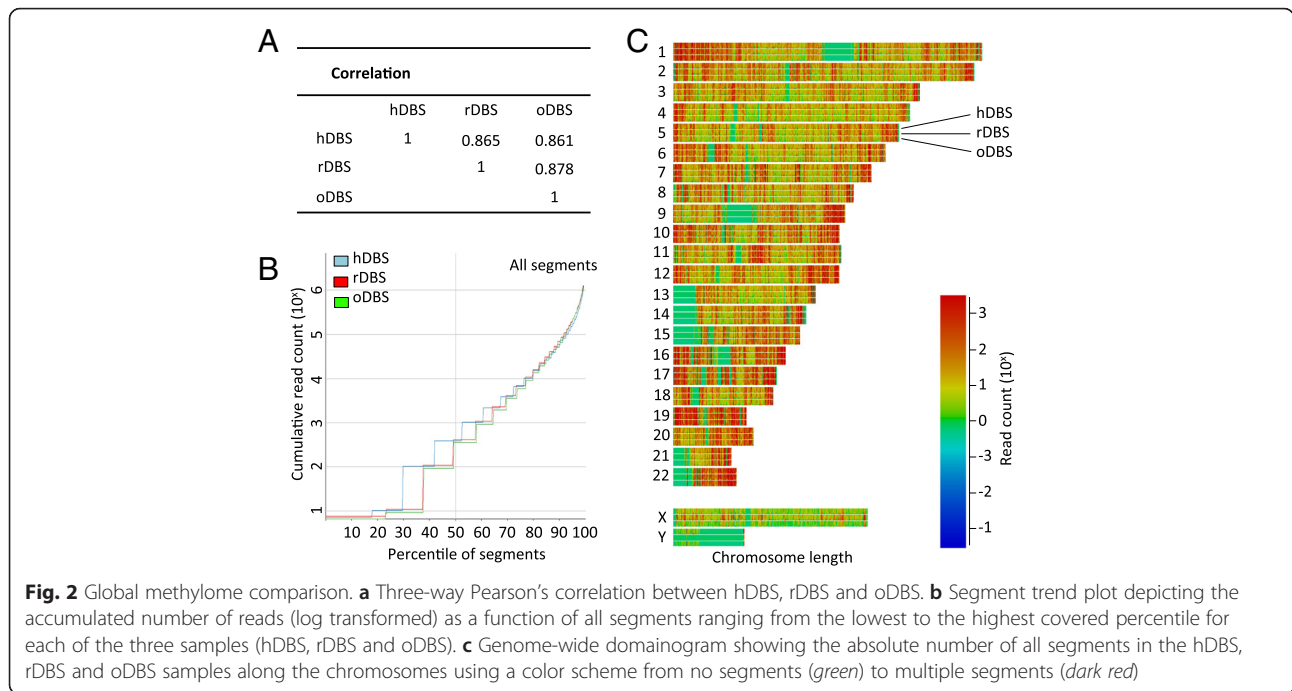 A
Correlation
hDBS rDBS oDBS
hDBS 1 0.865 0.861
rDBS 1 0.878
oDBS 1
B
hDBS
rDBS
oDBS
All segments
Cumulative read count (10ˣ)
6
5
4
3
2
1
10 20 30 40 50 60 70 80 90 100
Percentile of segments
C
1
2
3
4
5
6
7
8
9
10
11
12
13
14
15
16
17
18
19
20
21
22
X
Y
Chromosome length
hDBS
rDBS
oDBS
3
2
1
0
-3
-2
-1
Read count (10ˣ)
Fig. 2 Global methylome comparison. a Three-way Pearson's correlation between hDBS, rDBS and oDBS. b Segment trend plot depicting the
accumulated number of reads (log transformed) as a function of all segments ranging from the lowest to the highest covered percentile for
each of the three samples (hDBS, rDBS and oDBS). c Genome-wide domainogram showing the absolute number of all segments in the hDBS,
rDBS and oDBS samples along the chromosomes using a color scheme from no segments (green) to multiple segments (dark red)